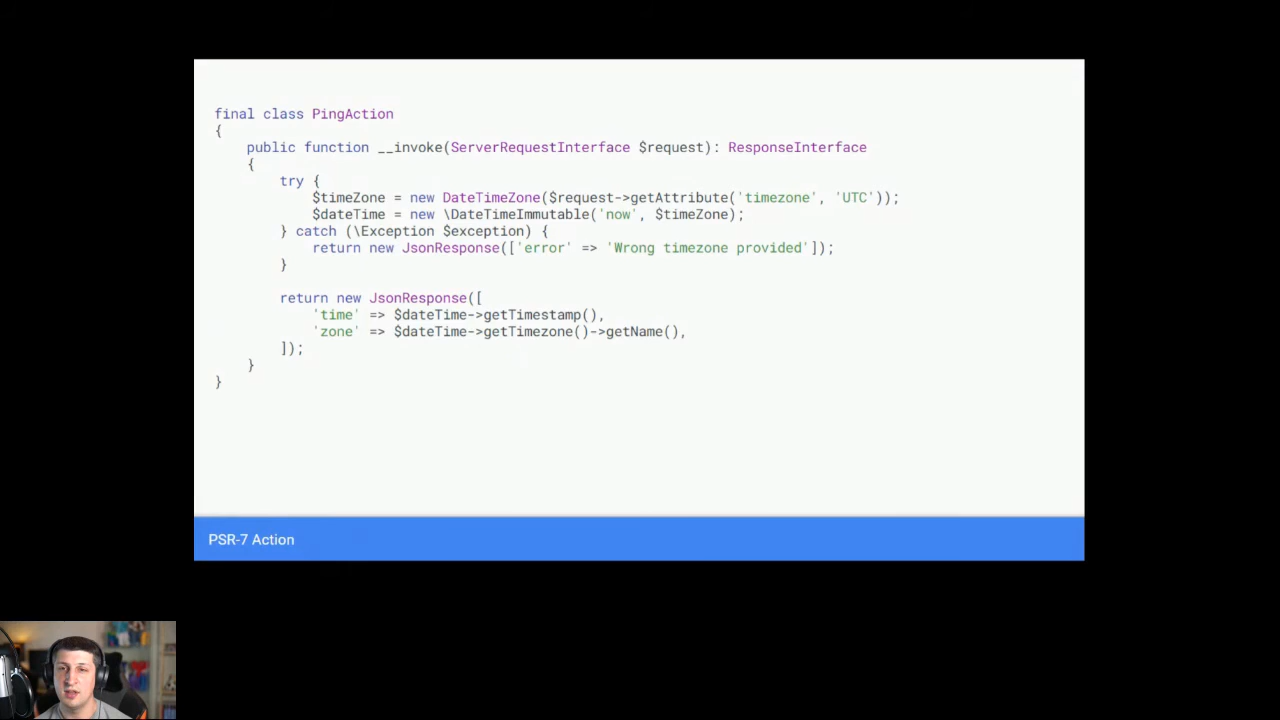 final class PingAction
{
    public function __invoke(ServerRequestInterface $request): ResponseInterface
    {
        try {
            $timeZone = new DateTimeZone($request->getAttribute('timezone', 'UTC'));
            $dateTime = new \DateTimeImmutable('now', $timeZone);
        } catch (\Exception $exception) {
            return new JsonResponse(['error' => 'Wrong timezone provided']);
        }
        return new JsonResponse([
            'time' => $dateTime->getTimestamp(),
            'zone' => $dateTime->getTimezone()->getName(),
        ]);
    }
}
PSR-7 Action